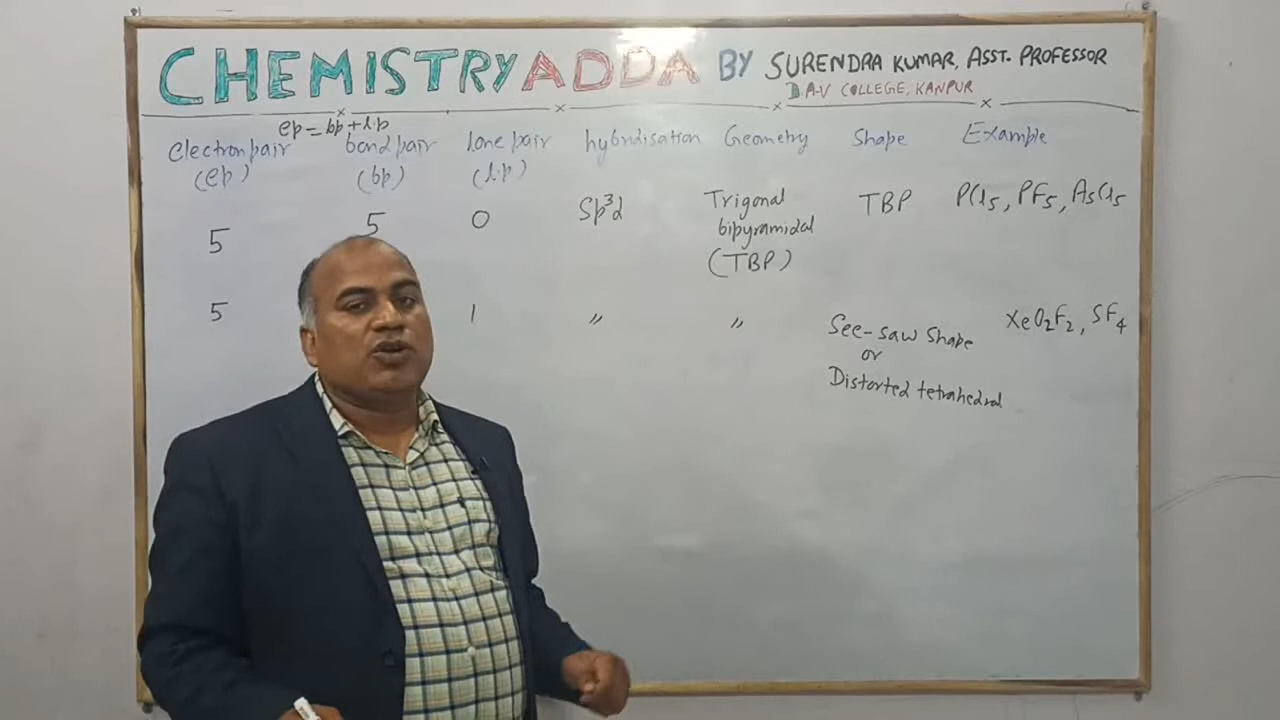 CHEMISTRY ADDA BY SURENDRA KUMAR, ASST. PROFESSOR
D.A-V COLLEGE, KANPUR
ep = bp + l.p
electron pair bond pair lone pair hybridisation Geometry Shape Example
(ep) (bp) (l.p)
5 5 0 Sp³d Trigonal TBP PCl5, PF5, AsCl5
bipyramidal
(TBP)
5 1 〃 〃 See-saw shape XeO2F2, SF4
or
Distorted tetrahedral